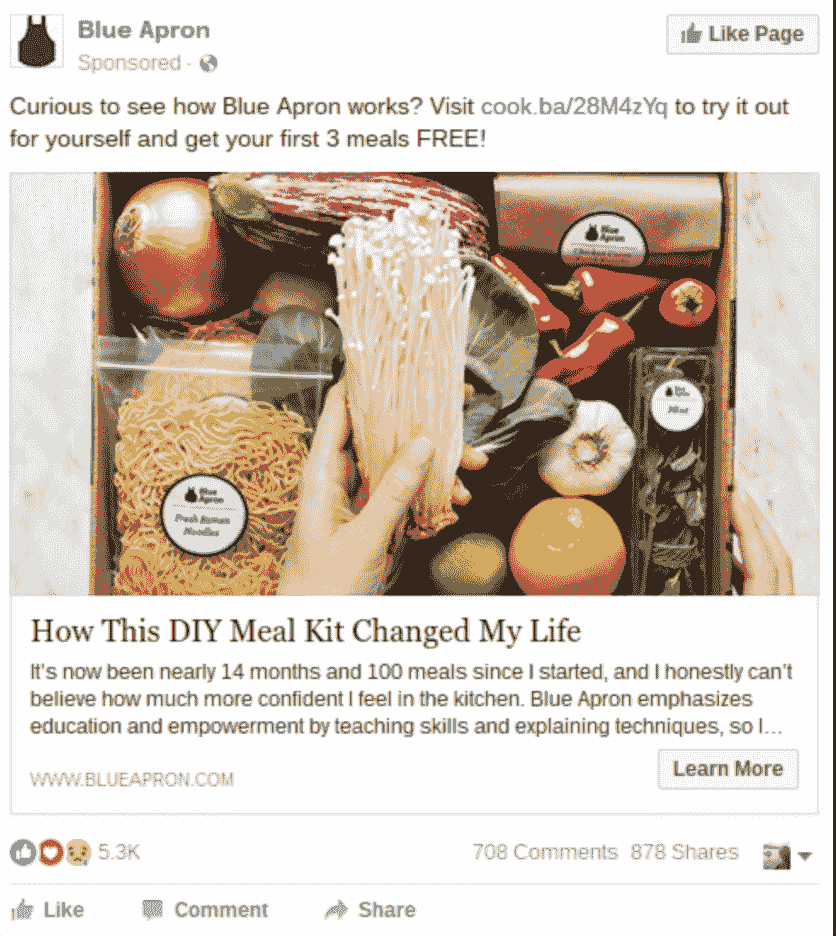 Blue Apron
Like Page
Sponsored ·
Curious to see how Blue Apron works? Visit cook.ba/28M4zYq to try it out
for yourself and get your first 3 meals FREE!
Blue
Apron
Blue
Apron
Fresh Ramen
Noodles
How This DIY Meal Kit Changed My Life
It's now been nearly 14 months and 100 meals since I started, and I honestly can't
believe how much more confident I feel in the kitchen. Blue Apron emphasizes
education and empowerment by teaching skills and explaining techniques, so I...
WWW.BLUEAPRON.COM
Learn More
5.3K
708 Comments 878 Shares
Like
Comment
Share